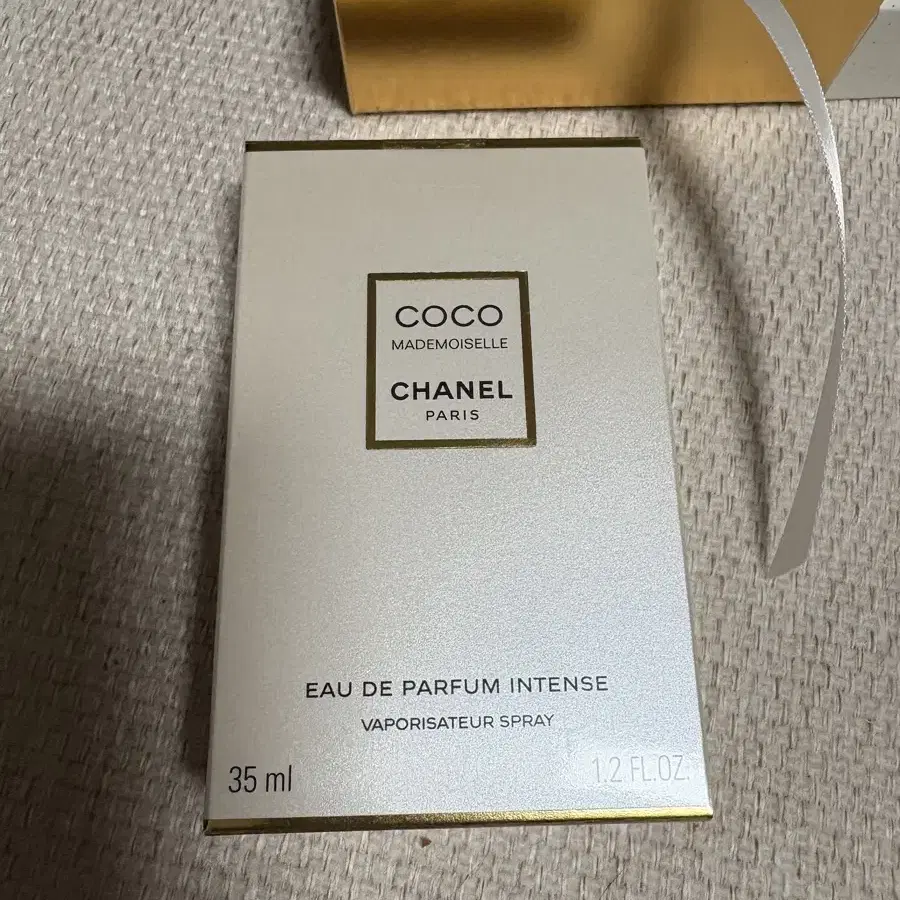 COCO
MADEMOISELLE
CHANEL
PARIS
EAU DE PARFUM INTENSE
VAPORISATEUR SPRAY
35 ml
1.2 FL.OZ.